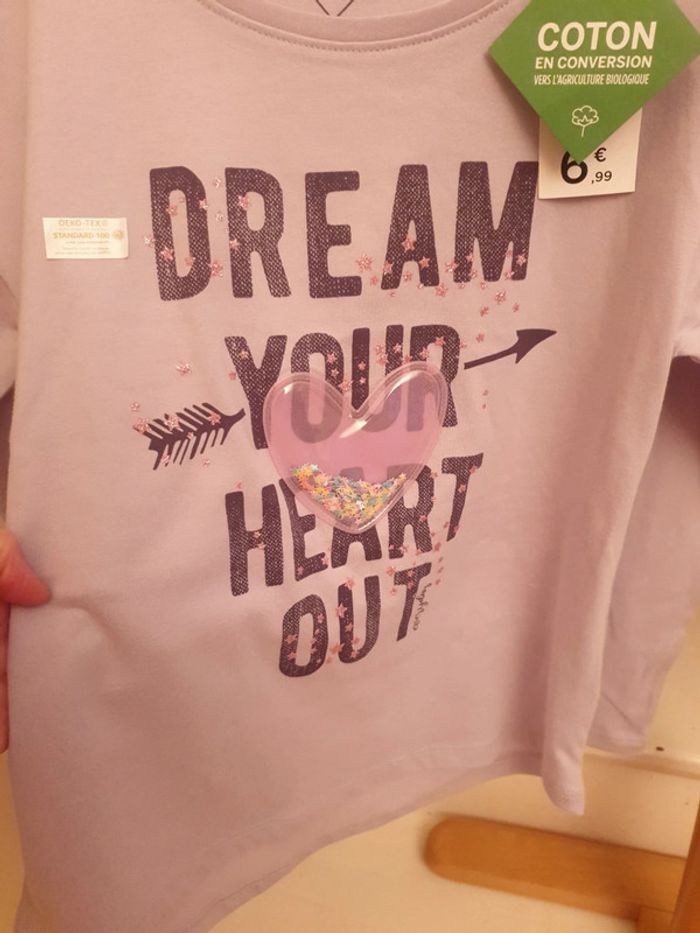 COTON
EN CONVERSION
VERS L'AGRICULTURE BIOLOGIQUE
6 €
,99
OEKO-TEX®
STANDARD 100
DREAM
YOUR
HEART
OUT